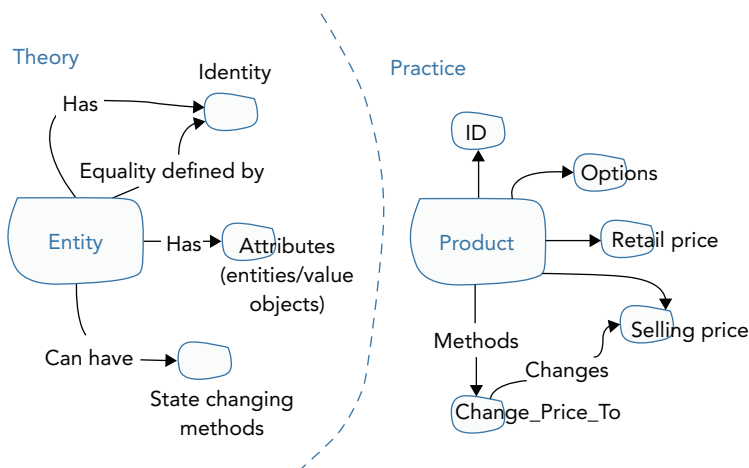 Theory
Identity
Has
Equality defined by
Entity
Has
Attributes
(entities/value
objects)
Can have
State changing
methods
Practice
ID
Options
Product
Retail price
Selling price
Methods
Changes
Change_Price_To